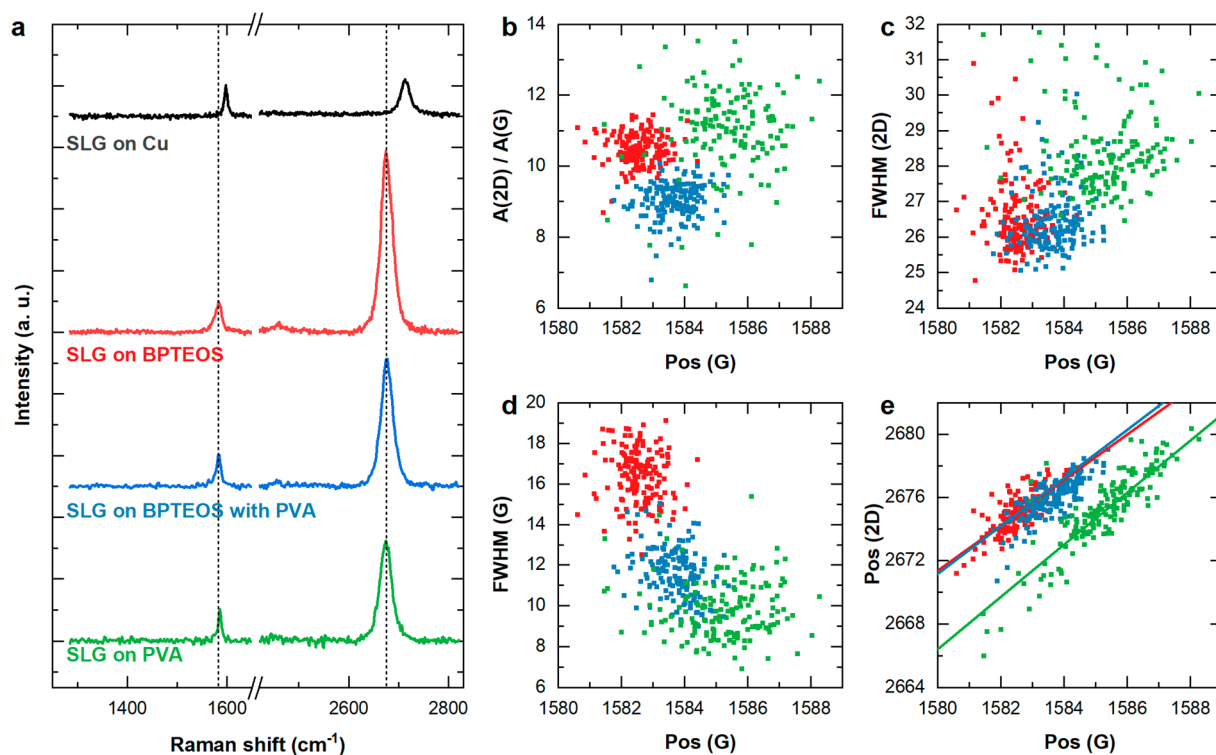 a
SLG on Cu
SLG on BPTEOS
SLG on BPTEOS with PVA
SLG on PVA
Intensity (a. u.)
1400 1600 2600 2800
Raman shift (cm⁻¹)
b
14
12
10
8
6
A(2D) / A(G)
1580 1582 1584 1586 1588
Pos (G)
c
32
31
30
29
28
27
26
25
24
FWHM (2D)
1580 1582 1584 1586 1588
Pos (G)
d
20
18
16
14
12
10
8
6
FWHM (G)
1580 1582 1584 1586 1588
Pos (G)
e
2680
2676
2672
2668
2664
Pos (2D)
1580 1582 1584 1586 1588
Pos (G)